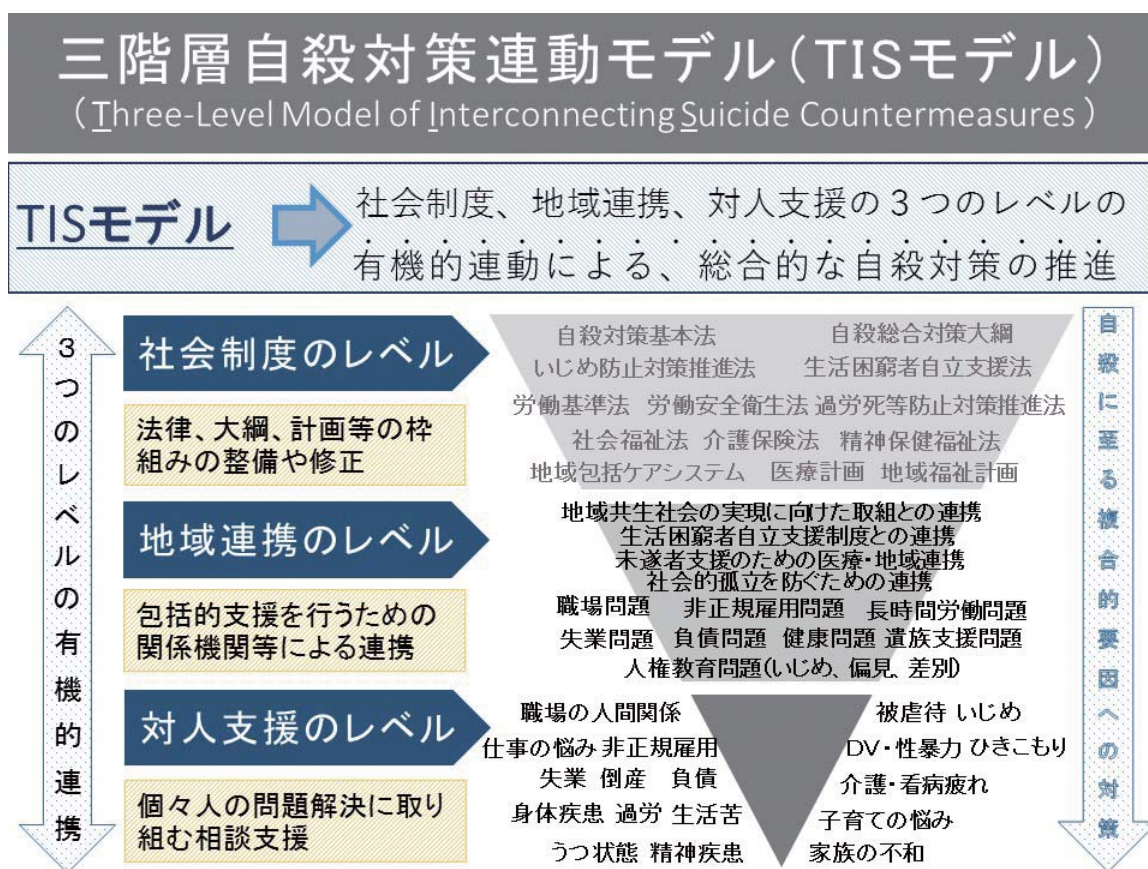 三階層自殺対策連動モデル(TISモデル)
(Three-Level Model of Interconnecting Suicide Countermeasures)
TISモデル
社会制度、地域連携、対人支援の3つのレベルの
有機的連動による、総合的な自殺対策の推進
3つのレベルの有機的連携
社会制度のレベル
法律、大綱、計画等の枠
組みの整備や修正
自殺対策基本法 自殺総合対策大綱
いじめ防止対策推進法 生活困窮者自立支援法
労働基準法 労働安全衛生法 過労死等防止対策推進法
社会福祉法 介護保険法 精神保健福祉法
地域包括ケアシステム 医療計画 地域福祉計画
地域連携のレベル
包括的支援を行うための
関係機関等による連携
地域共生社会の実現に向けた取組との連携
生活困窮者自立支援制度との連携
未遂者支援のための医療・地域連携
社会的孤立を防ぐための連携
職場問題 非正規雇用問題 長時間労働問題
失業問題 負債問題 健康問題 遺族支援問題
人権教育問題(いじめ、偏見、差別)
対人支援のレベル
個々人の問題解決に取り
組む相談支援
職場の人間関係 被虐待 いじめ
仕事の悩み 非正規雇用 DV・性暴力 ひきこもり
失業 倒産 負債 介護・看病疲れ
身体疾患 過労 生活苦 子育ての悩み
うつ状態 精神疾患 家族の不和
自殺に至る複合的要因への対策